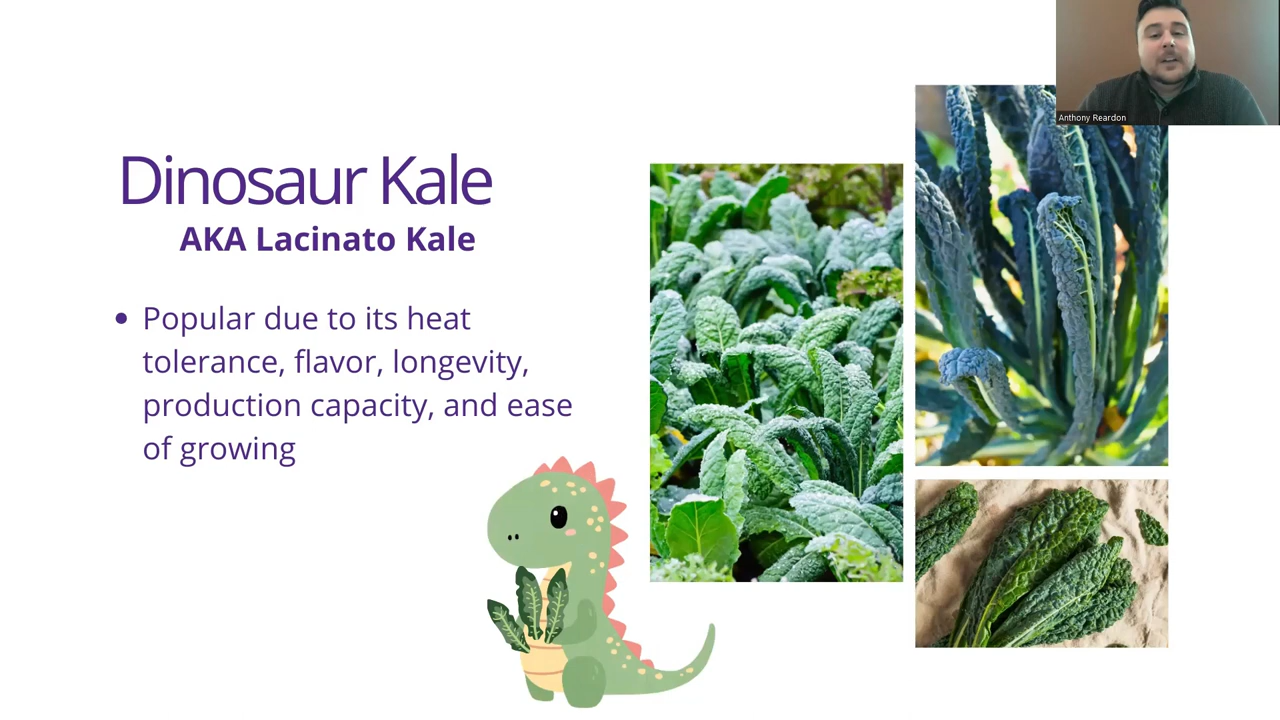 Dinosaur Kale
AKA Lacinato Kale
• Popular due to its heat
tolerance, flavor, longevity,
production capacity, and ease
of growing
Anthony Reardon